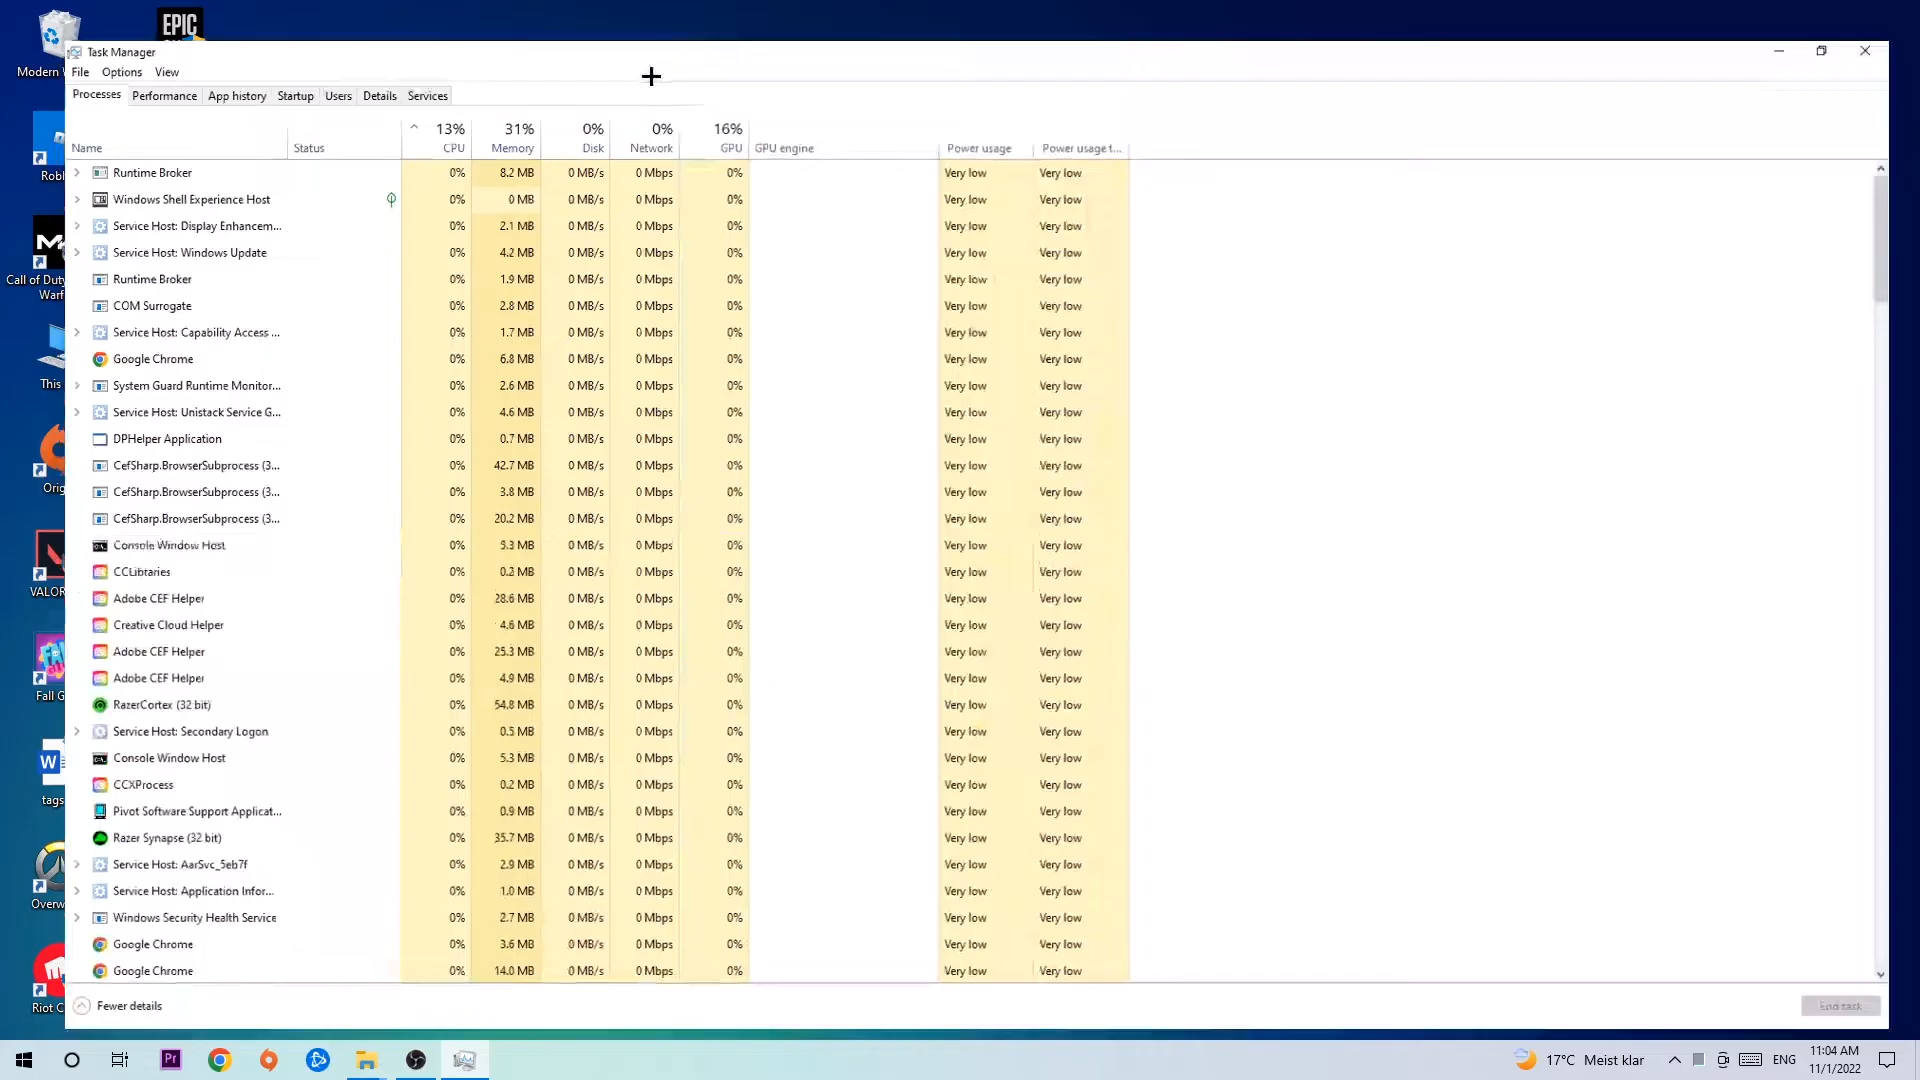 EPIC
Modern
Task Manager
File Options View
Processes Performance App history Startup Users Details Services
13% 31% 0% 0% 16%
Name Status CPU Memory Disk Network GPU GPU engine Power usage Power usage t...
Runtime Broker 0% 8.2 MB 0 MB/s 0 Mbps 0% Very low Very low
Windows Shell Experience Host 0% 0 MB 0 MB/s 0 Mbps 0% Very low Very low
Service Host: Display Enhancem... 0% 2.1 MB 0 MB/s 0 Mbps 0% Very low Very low
Service Host: Windows Update 0% 4.2 MB 0 MB/s 0 Mbps 0% Very low Very low
Runtime Broker 0% 1.9 MB 0 MB/s 0 Mbps 0% Very low Very low
COM Surrogate 0% 2.8 MB 0 MB/s 0 Mbps 0% Very low Very low
Service Host: Capability Access ... 0% 1.7 MB 0 MB/s 0 Mbps 0% Very low Very low
Google Chrome 0% 6.8 MB 0 MB/s 0 Mbps 0% Very low Very low
System Guard Runtime Monitor... 0% 2.6 MB 0 MB/s 0 Mbps 0% Very low Very low
Service Host: Unistack Service G... 0% 4.6 MB 0 MB/s 0 Mbps 0% Very low Very low
DPHelper Application 0% 0.7 MB 0 MB/s 0 Mbps 0% Very low Very low
CefSharp.BrowserSubprocess (3... 0% 42.7 MB 0 MB/s 0 Mbps 0% Very low Very low
CefSharp.BrowserSubprocess (3... 0% 3.8 MB 0 MB/s 0 Mbps 0% Very low Very low
CefSharp.BrowserSubprocess (3... 0% 20.2 MB 0 MB/s 0 Mbps 0% Very low Very low
Console Window Host 0% 5.3 MB 0 MB/s 0 Mbps 0% Very low Very low
CCLibraries 0% 0.2 MB 0 MB/s 0 Mbps 0% Very low Very low
Adobe CEF Helper 0% 28.6 MB 0 MB/s 0 Mbps 0% Very low Very low
Creative Cloud Helper 0% 4.6 MB 0 MB/s 0 Mbps 0% Very low Very low
Adobe CEF Helper 0% 25.3 MB 0 MB/s 0 Mbps 0% Very low Very low
Adobe CEF Helper 0% 4.9 MB 0 MB/s 0 Mbps 0% Very low Very low
RazerCortex (32 bit) 0% 54.8 MB 0 MB/s 0 Mbps 0% Very low Very low
Service Host: Secondary Logon 0% 0.5 MB 0 MB/s 0 Mbps 0% Very low Very low
Console Window Host 0% 5.3 MB 0 MB/s 0 Mbps 0% Very low Very low
CCXProcess 0% 0.2 MB 0 MB/s 0 Mbps 0% Very low Very low
Pivot Software Support Applicat... 0% 0.9 MB 0 MB/s 0 Mbps 0% Very low Very low
Razer Synapse (32 bit) 0% 35.7 MB 0 MB/s 0 Mbps 0% Very low Very low
Service Host: AarSvc_5eb7f 0% 2.9 MB 0 MB/s 0 Mbps 0% Very low Very low
Service Host: Application Infor... 0% 1.0 MB 0 MB/s 0 Mbps 0% Very low Very low
Windows Security Health Service 0% 2.7 MB 0 MB/s 0 Mbps 0% Very low Very low
Google Chrome 0% 3.6 MB 0 MB/s 0 Mbps 0% Very low Very low
Google Chrome 0% 14.0 MB 0 MB/s 0 Mbps 0% Very low Very low
Fewer details End task
Robl
Call of Duty
Warf
This
Orig
VALOR
Fall G
W
tags
Overw
Riot C
Pr 17°C Meist klar ENG 11:04 AM
11/1/2022